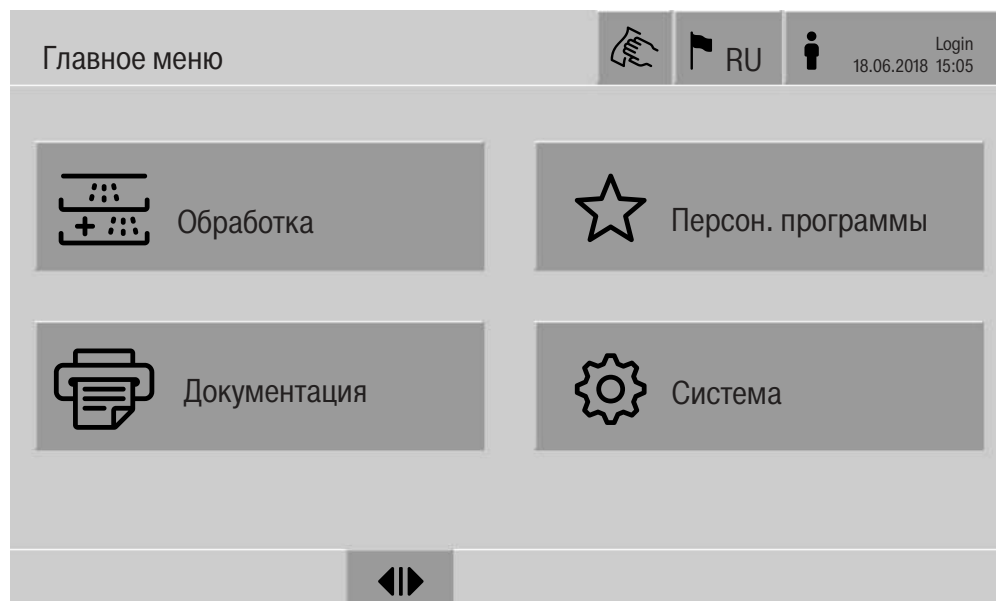 Главное меню
RU
Login
18.06.2018 15:05
Обработка
Персон. программы
Документация
Система